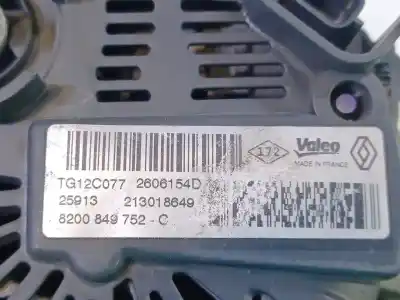 172 Valeo
MADE IN FRANCE
TG12C077 2606154D
25913 213018649
8200 849 752-C